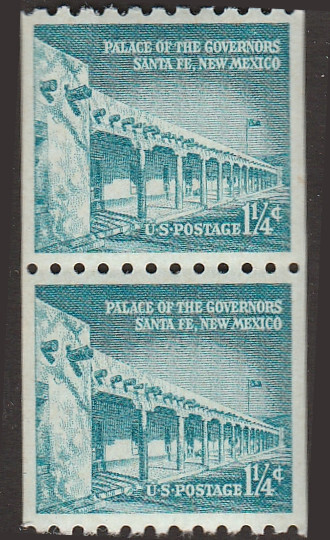 PALACE OF THE GOVERNORS
SANTA FE, NEW MEXICO
U·S·POSTAGE 1¼¢
PALACE OF THE GOVERNORS
SANTA FE, NEW MEXICO
U·S·POSTAGE 1¼¢